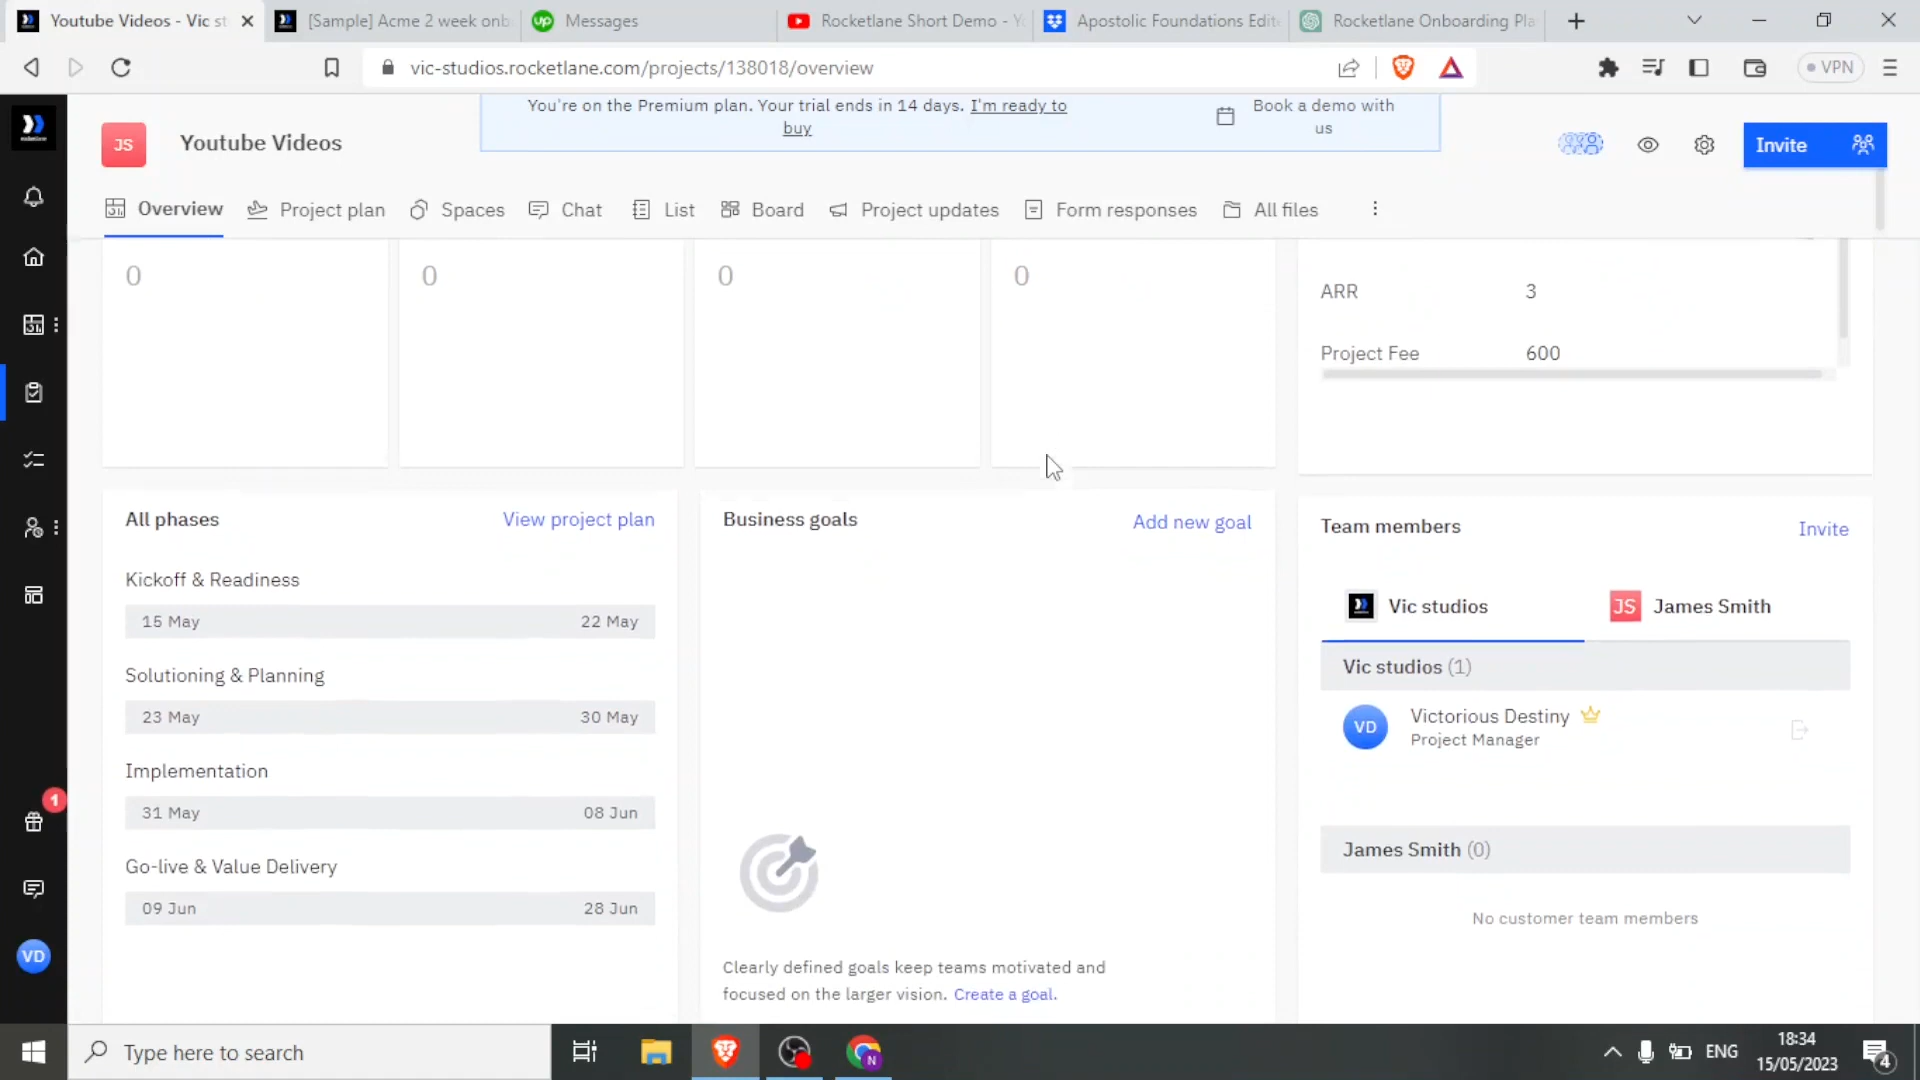 Youtube Videos - Vic st
[Sample] Acme 2 week onb
Messages
Rocketlane Short Demo - Y
Apostolic Foundations Edit
Rocketlane Onboarding Pla
vic-studios.rocketlane.com/projects/138018/overview
VPN
You're on the Premium plan. Your trial ends in 14 days. I'm ready to
buy
Book a demo with
us
JS
Youtube Videos
Invite
Overview
Project plan
Spaces
Chat
List
Board
Project updates
Form responses
All files
0
0
0
0
ARR
3
Project Fee
600
All phases
View project plan
Kickoff & Readiness
15 May
22 May
Solutioning & Planning
23 May
30 May
Implementation
31 May
08 Jun
Go-live & Value Delivery
09 Jun
28 Jun
Business goals
Add new goal
Clearly defined goals keep teams motivated and
focused on the larger vision. Create a goal.
Team members
Invite
Vic studios
JS
James Smith
Vic studios (1)
VD
Victorious Destiny
Project Manager
James Smith (0)
No customer team members
1
VD
Type here to search
N
ENG
18:34
15/05/2023
4